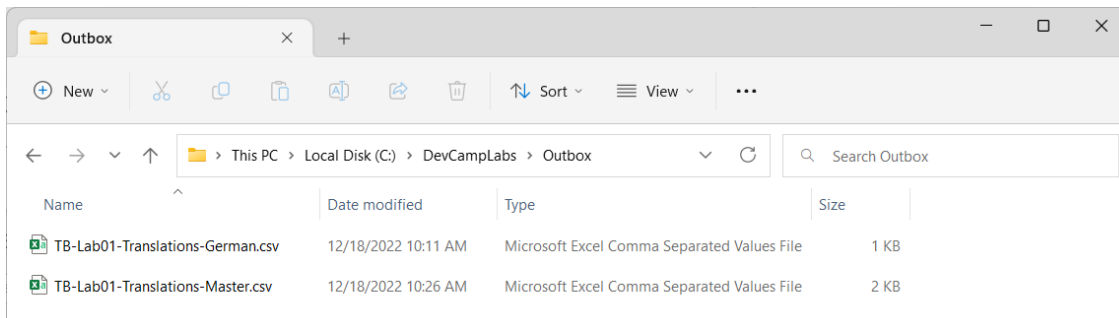 Outbox
New Sort View
This PC > Local Disk (C:) > DevCampLabs > Outbox Search Outbox
Name Date modified Type Size
TB-Lab01-Translations-German.csv 12/18/2022 10:11 AM Microsoft Excel Comma Separated Values File 1 KB
TB-Lab01-Translations-Master.csv 12/18/2022 10:26 AM Microsoft Excel Comma Separated Values File 2 KB